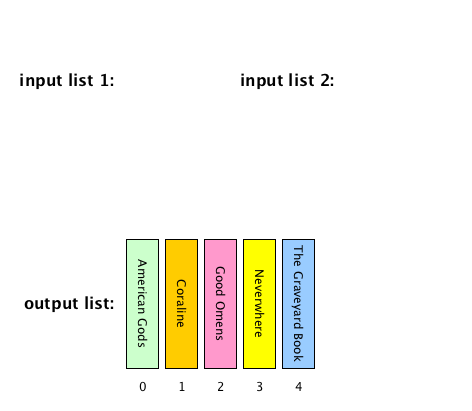 input list 1:
input list 2:
output list:
American Gods
Coraline
Good Omens
Neverwhere
The Graveyard Book
0
1
2
3
4